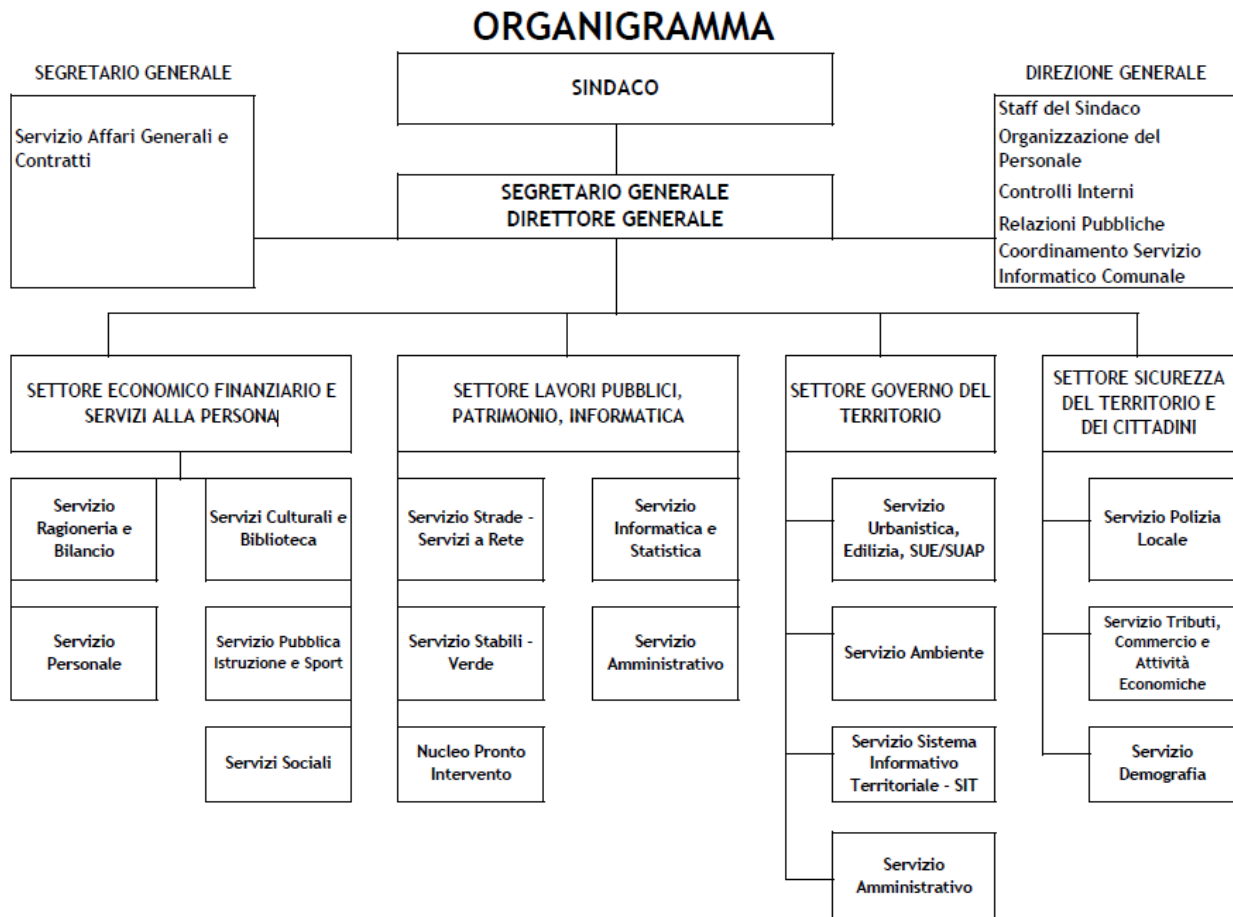 ORGANIGRAMMA
SEGRETARIO GENERALE
Servizio Affari Generali e
Contratti
SINDACO
SEGRETARIO GENERALE
DIRETTORE GENERALE
DIREZIONE GENERALE
Staff del Sindaco
Organizzazione del
Personale
Controlli Interni
Relazioni Pubbliche
Coordinamento Servizio
Informatico Comunale
SETTORE ECONOMICO FINANZIARIO E
SERVIZI ALLA PERSONA
Servizio
Ragioneria e
Bilancio
Servizio
Personale
Servizi Culturali e
Biblioteca
Servizio Pubblica
Istruzione e Sport
Servizi Sociali
SETTORE LAVORI PUBBLICI,
PATRIMONIO, INFORMATICA
Servizio Strade -
Servizi a Rete
Servizio Stabili -
Verde
Nucleo Pronto
Intervento
Servizio
Informatica e
Statistica
Servizio
Amministrativo
SETTORE GOVERNO DEL
TERRITORIO
Servizio
Urbanistica,
Edilizia, SUE/SUAP
Servizio Ambiente
Servizio Sistema
Informativo
Territoriale - SIT
Servizio
Amministrativo
SETTORE SICUREZZA
DEL TERRITORIO E
DEI CITTADINI
Servizio Polizia
Locale
Servizio Tributi,
Commercio e
Attività
Economiche
Servizio
Demografia